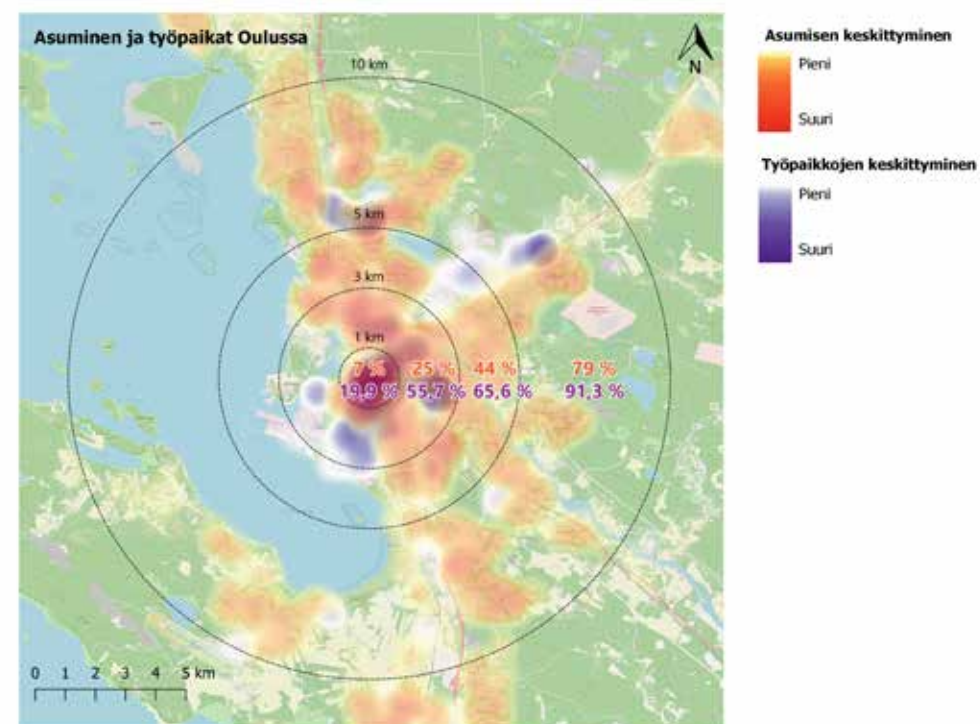 Asuminen ja työpaikat Oulussa
N
10 km
5 km
3 km
1 km
7 % 25 % 44 % 79 %
19,9 % 55,7 % 65,6 % 91,3 %
0 1 2 3 4 5 km
Asumisen keskittyminen
Pieni
Suuri
Työpaikkojen keskittyminen
Pieni
Suuri